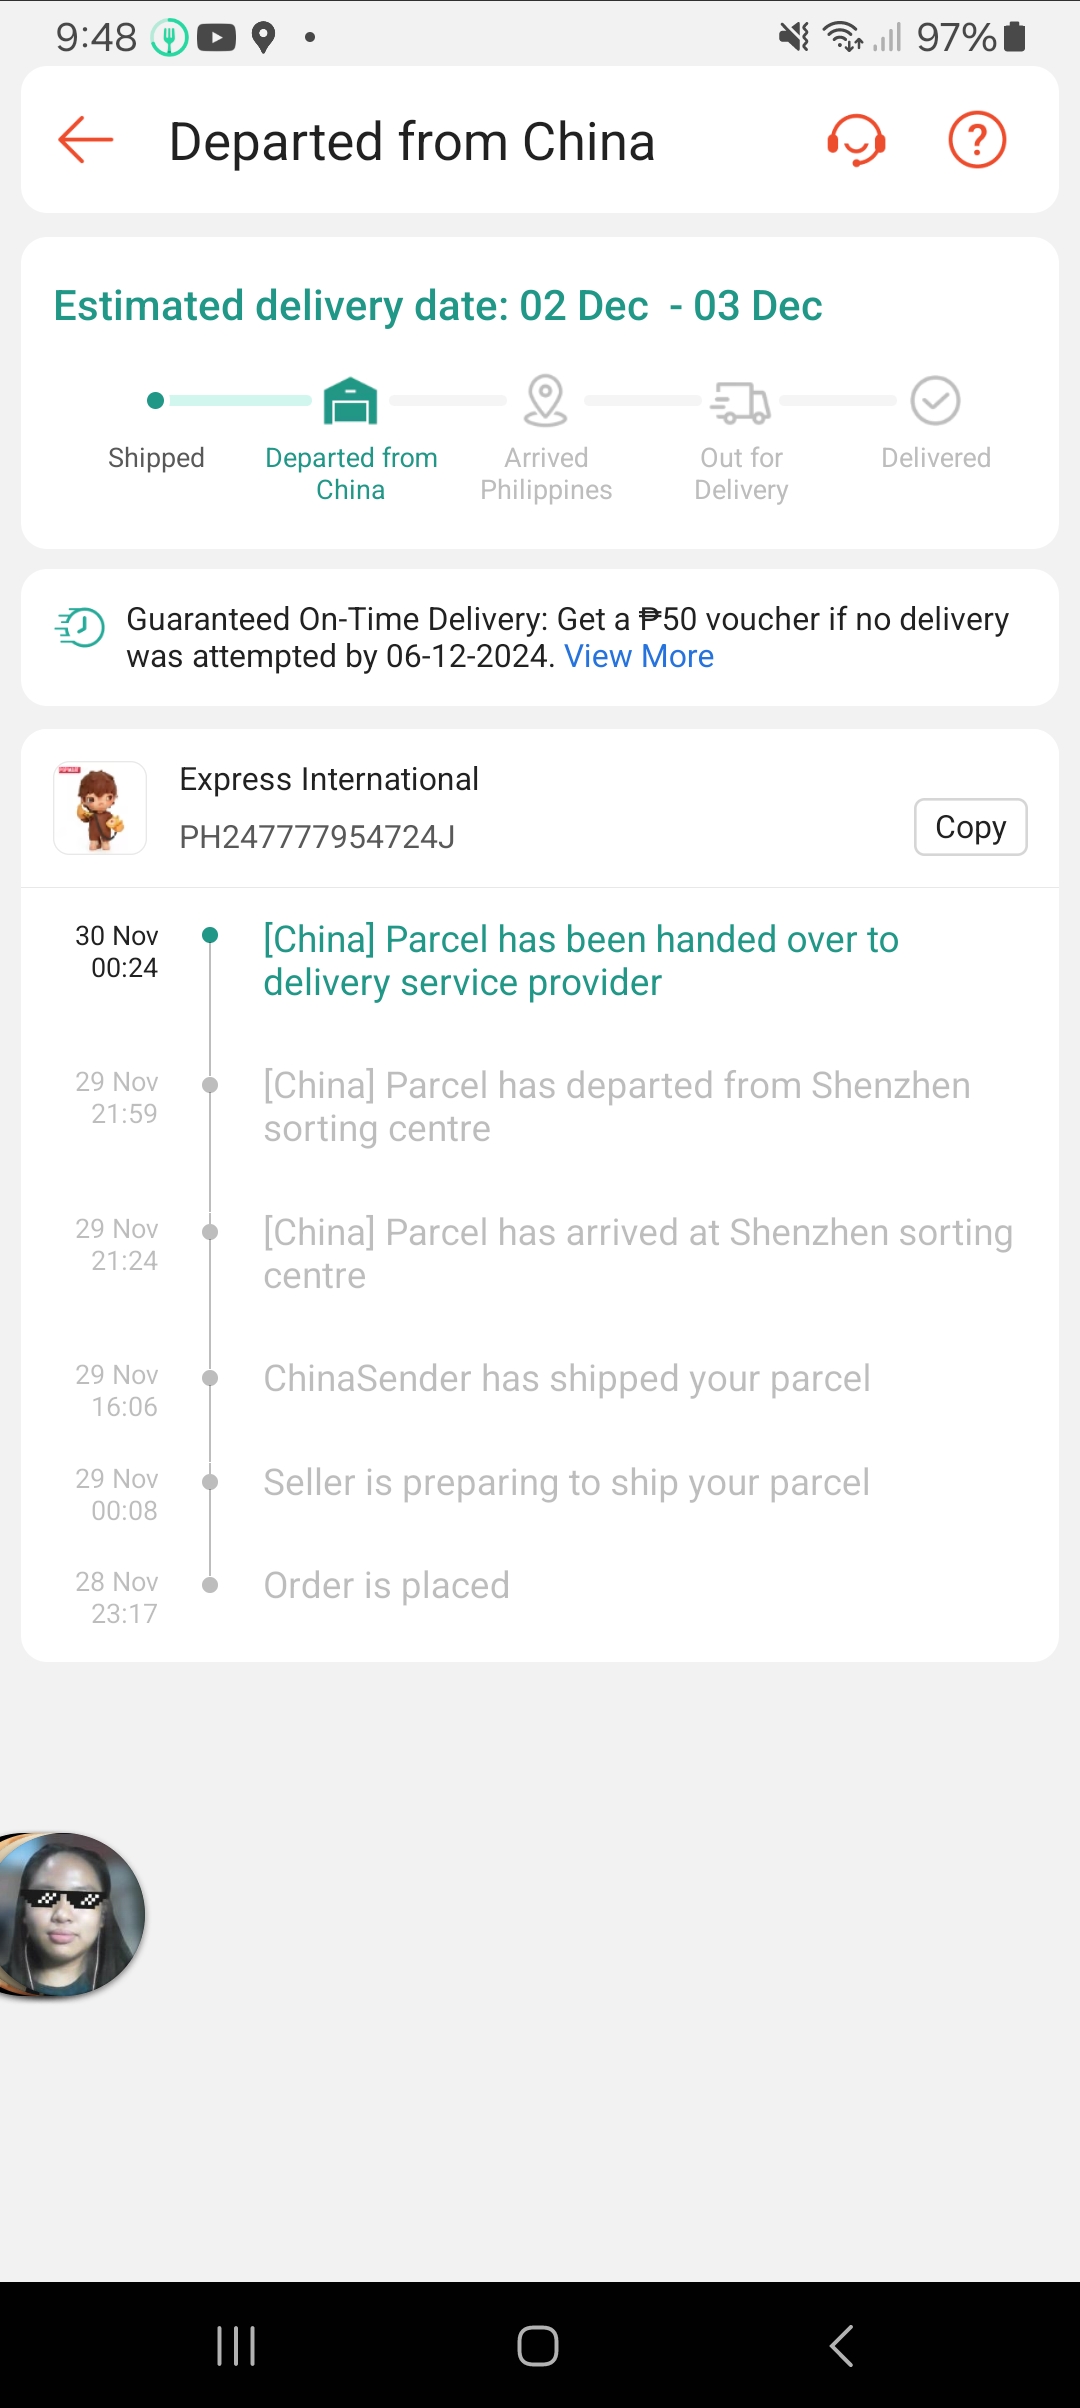 9:48
97%
Departed from China
?
Estimated delivery date: 02 Dec - 03 Dec
Shipped
Departed from
China
Arrived
Philippines
Out for
Delivery
Delivered
Guaranteed On-Time Delivery: Get a ₱50 voucher if no delivery
was attempted by 06-12-2024. View More
Express International
PH247777954724J
Copy
30 Nov
00:24
[China] Parcel has been handed over to
delivery service provider
29 Nov
21:59
[China] Parcel has departed from Shenzhen
sorting centre
29 Nov
21:24
[China] Parcel has arrived at Shenzhen sorting
centre
29 Nov
16:06
ChinaSender has shipped your parcel
29 Nov
00:08
Seller is preparing to ship your parcel
28 Nov
23:17
Order is placed